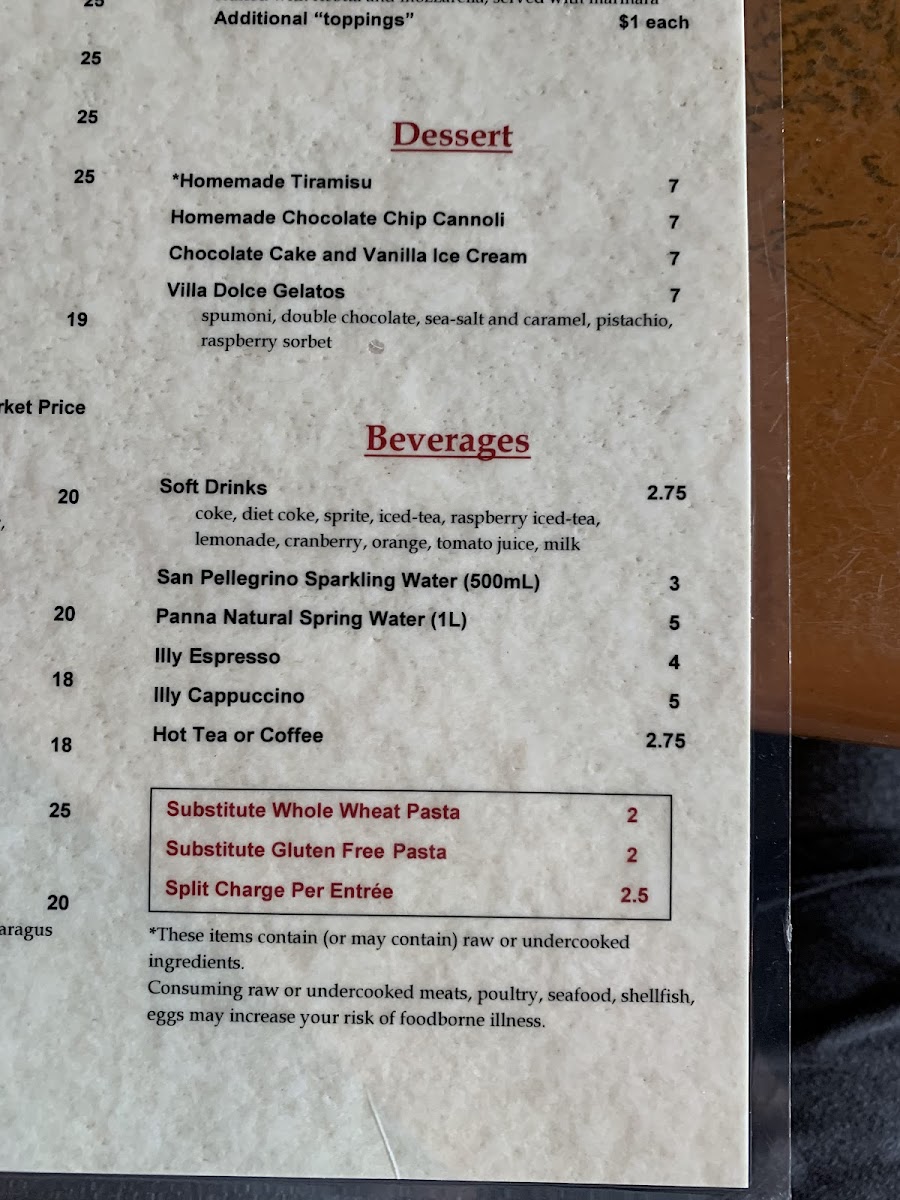 25
Additional “toppings” $1 each
25
25
25
19
rket Price
20
20
18
18
25
20
aragus
Dessert
*Homemade Tiramisu 7
Homemade Chocolate Chip Cannoli 7
Chocolate Cake and Vanilla Ice Cream 7
Villa Dolce Gelatos 7
spumoni, double chocolate, sea-salt and caramel, pistachio,
raspberry sorbet
Beverages
Soft Drinks 2.75
coke, diet coke, sprite, iced-tea, raspberry iced-tea,
lemonade, cranberry, orange, tomato juice, milk
San Pellegrino Sparkling Water (500mL) 3
Panna Natural Spring Water (1L) 5
Illy Espresso 4
Illy Cappuccino 5
Hot Tea or Coffee 2.75
Substitute Whole Wheat Pasta 2
Substitute Gluten Free Pasta 2
Split Charge Per Entrée 2.5
*These items contain (or may contain) raw or undercooked
ingredients.
Consuming raw or undercooked meats, poultry, seafood, shellfish,
eggs may increase your risk of foodborne illness.